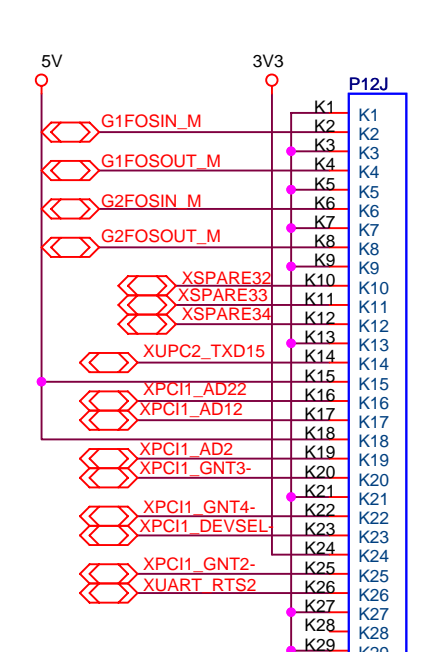 5V 3V3
P12J
K1 K1
G1FOSIN_M K2 K2
K3 K3
G1FOSOUT_M K4 K4
K5 K5
G2FOSIN_M K6 K6
K7 K7
G2FOSOUT_M K8 K8
K9 K9
XSPARE32 K10 K10
XSPARE33 K11 K11
XSPARE34 K12 K12
K13 K13
XUPC2_TXD15 K14 K14
K15 K15
XPCI1_AD22 K16 K16
XPCI1_AD12 K17 K17
K18 K18
XPCI1_AD2 K19 K19
XPCI1_GNT3- K20 K20
K21 K21
XPCI1_GNT4- K22 K22
XPCI1_DEVSEL- K23 K23
K24 K24
XPCI1_GNT2- K25 K25
XUART_RTS2 K26 K26
K27 K27
K28 K28
K29